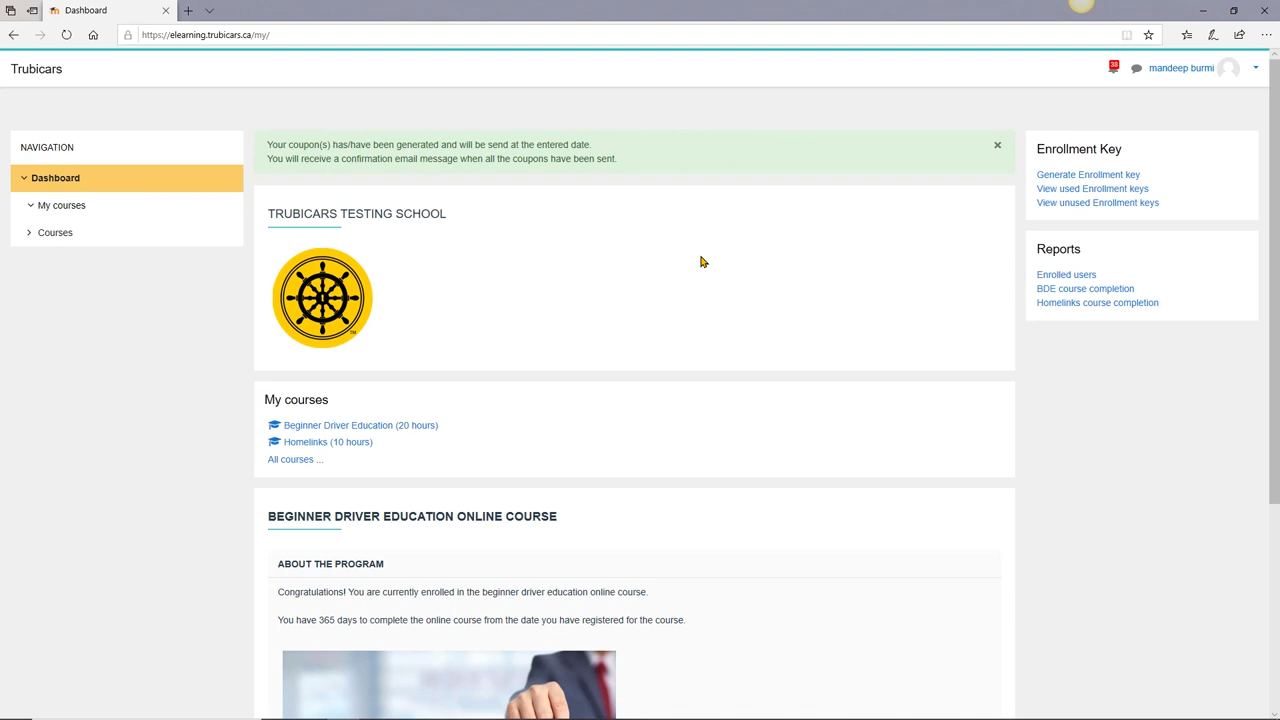 Dashboard
https://elearning.trubicars.ca/my/
Trubicars
38
mandeep burmi
NAVIGATION
Dashboard
My courses
Courses
Your coupon(s) has/have been generated and will be send at the entered date.
You will receive a confirmation email message when all the coupons have been sent.
TRUBICARS TESTING SCHOOL
My courses
Beginner Driver Education (20 hours)
Homelinks (10 hours)
All courses ...
BEGINNER DRIVER EDUCATION ONLINE COURSE
ABOUT THE PROGRAM
Congratulations! You are currently enrolled in the beginner driver education online course.
You have 365 days to complete the online course from the date you have registered for the course.
Enrollment Key
Generate Enrollment key
View used Enrollment keys
View unused Enrollment keys
Reports
Enrolled users
BDE course completion
Homelinks course completion